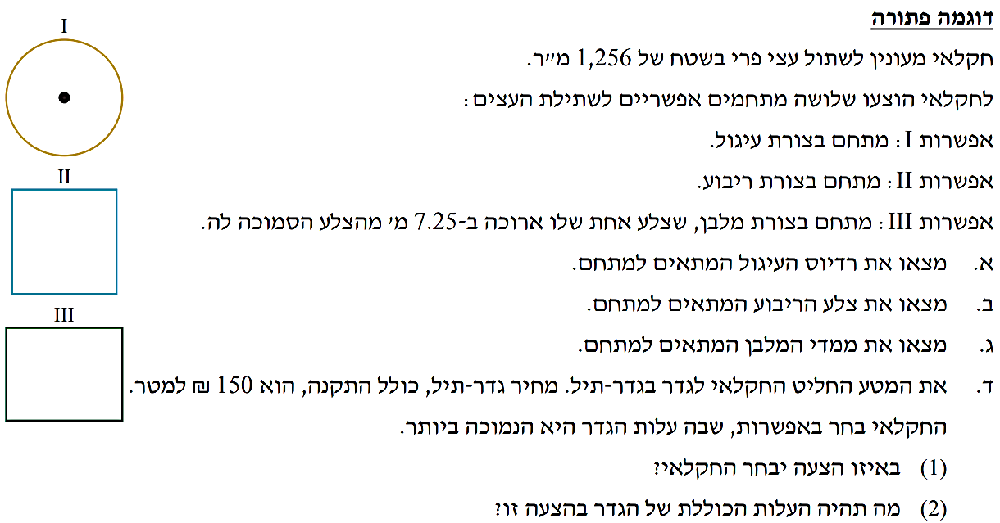 דוגמה פתורה
חקלאי מעונין לשתול עצי פרי בשטח של 1,256 מ״ר.
לחקלאי הוצעו שלושה מתחמים אפשריים לשתילת העצים:
אפשרות I: מתחם בצורת עיגול.
אפשרות II: מתחם בצורת ריבוע.
אפשרות III: מתחם בצורת מלבן, שצלע אחת שלו ארוכה ב-7.25 מ׳ מהצלע הסמוכה לה.
א. מצאו את רדיוס העיגול המתאים למתחם.
ב. מצאו את צלע הריבוע המתאים למתחם.
ג. מצאו את ממדי המלבן המתאים למתחם.
ד. את המטע החליט החקלאי לגדר בגדר-תיל. מחיר גדר-תיל, כולל התקנה, הוא 150 ₪ למטר.
החקלאי בחר באפשרות, שבה עלות הגדר היא הנמוכה ביותר.
(1) באיזו הצעה יבחר החקלאי?
(2) מה תהיה העלות הכוללת של הגדר בהצעה זו?
I
II
III